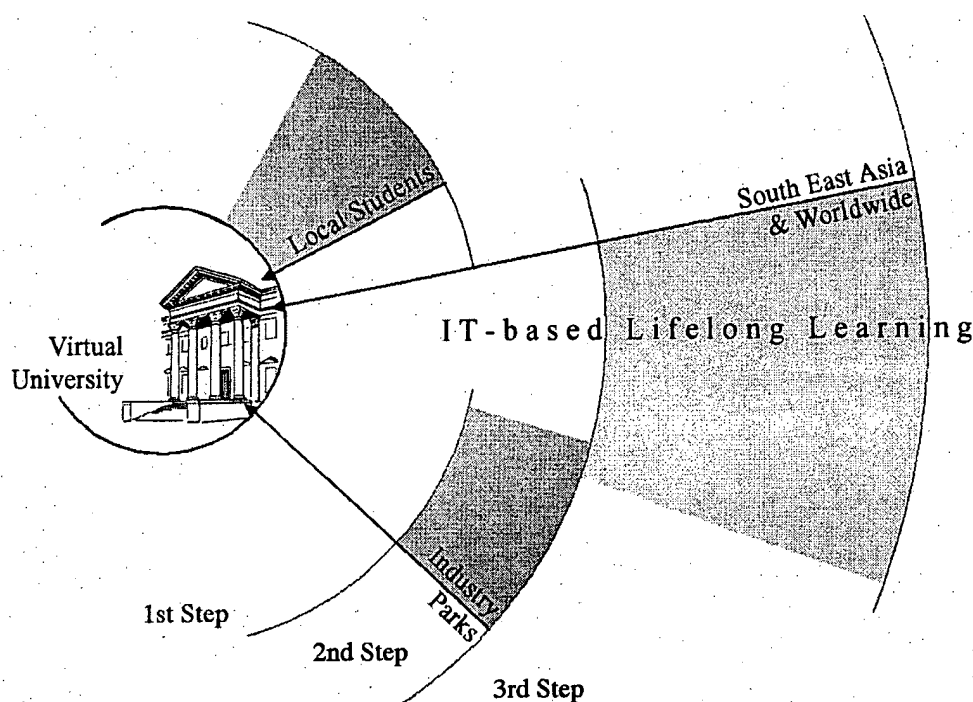 Local Students
South East Asia
& Worldwide
IT-based Lifelong Learning
Virtual
University
Industry
Parks
1st Step
2nd Step
3rd Step